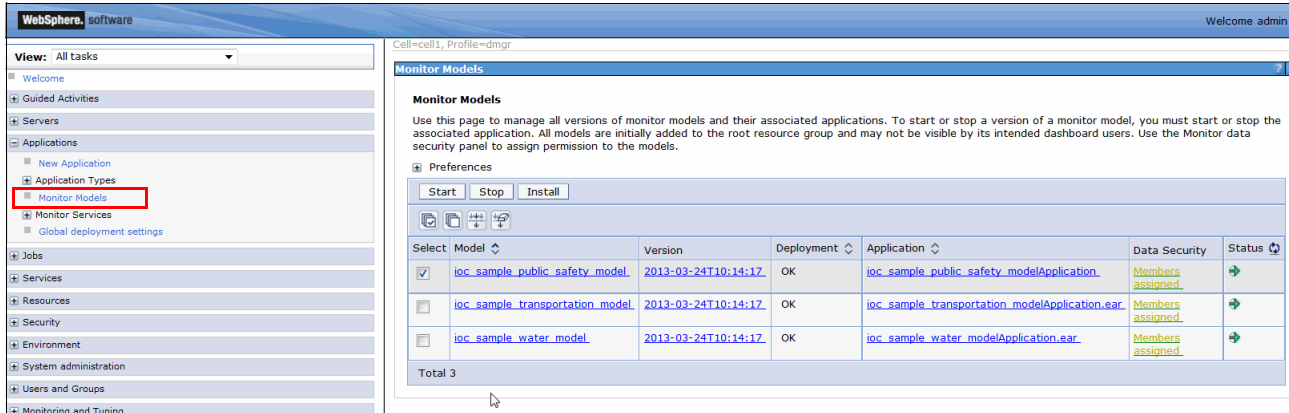 WebSphere. software
Welcome admin
View: All tasks
Welcome
Guided Activities
Servers
Applications
New Application
Application Types
Monitor Models
Monitor Services
Global deployment settings
Jobs
Services
Resources
Security
Environment
System administration
Users and Groups
Monitoring and Tuning
Cell=cell1, Profile=dmgr
Monitor Models
?
Monitor Models
Use this page to manage all versions of monitor models and their associated applications. To start or stop a version of a monitor model, you must start or stop the
associated application. All models are initially added to the root resource group and may not be visible by its intended dashboard users. Use the Monitor data
security panel to assign permission to the models.
Preferences
Start Stop Install
Select Model Version Deployment Application Data Security Status
ioc_sample_public_safety_model 2013-03-24T10:14:17 OK ioc_sample_public_safety_modelApplication Members
assigned
ioc_sample_transportation_model 2013-03-24T10:14:17 OK ioc_sample_transportation_modelApplication.ear Members
assigned
ioc_sample_water_model 2013-03-24T10:14:17 OK ioc_sample_water_modelApplication.ear Members
assigned
Total 3